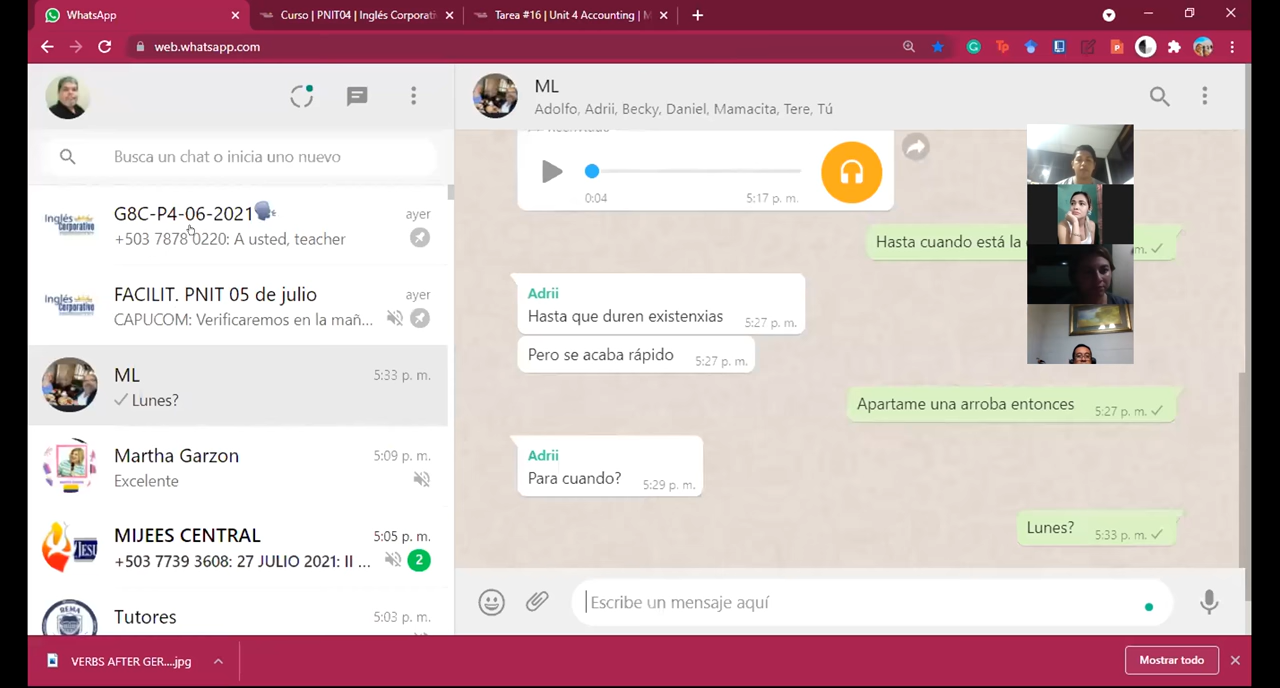 WhatsApp
Curso | PNIT04 | Inglés Corporati
Tarea #16 | Unit 4 Accounting | M
web.whatsapp.com
ML
Adolfo, Adrii, Becky, Daniel, Mamacita, Tere, Tú
Busca un chat o inicia uno nuevo
Inglés Corporativo
G8C-P4-06-2021
ayer
+503 7878 0220: A usted, teacher
Inglés Corporativo
FACILIT. PNIT 05 de julio
ayer
CAPUCOM: Verificaremos en la mañ...
ML
5:33 p. m.
Lunes?
Martha Garzon
5:09 p. m.
Excelente
MIJEES CENTRAL
5:05 p. m.
+503 7739 3608: 27 JULIO 2021: II ...
2
Tutores
5:03 p. m.
0:04
5:17 p. m.
Hasta cuando está la
m.
Adrii
Hasta que duren existenxias
5:27 p. m.
Pero se acaba rápido
5:27 p. m.
Apartame una arroba entonces
5:27 p. m.
Adrii
Para cuando?
5:29 p. m.
Lunes?
5:33 p. m.
Escribe un mensaje aquí
VERBS AFTER GER....jpg
Mostrar todo